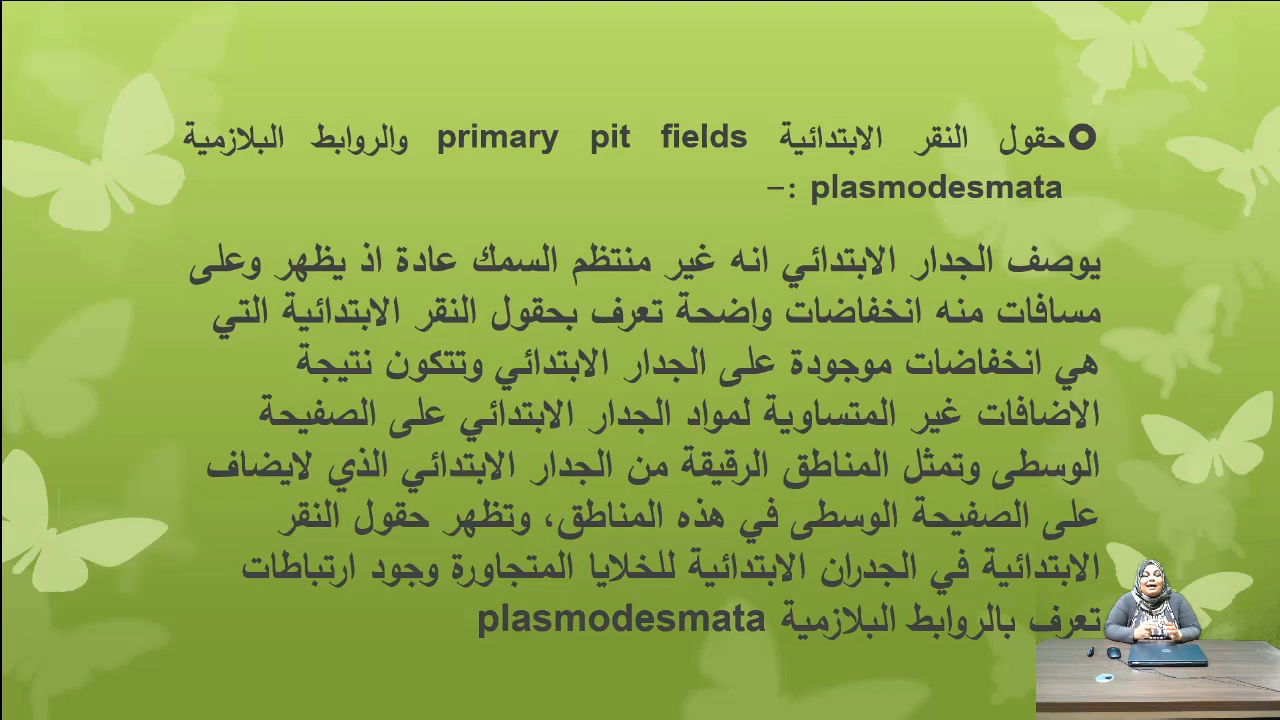 حقول النقر الابتدائية primary pit fields والروابط البلازمية
plasmodesmata :-
يوصف الجدار الابتدائي انه غير منتظم السمك عادة اذ يظهر وعلى
مسافات منه انخفاضات واضحة تعرف بحقول النقر الابتدائية التي
هي انخفاضات موجودة على الجدار الابتدائي وتتكون نتيجة
الاضافات غير المتساوية لمواد الجدار الابتدائي على الصفيحة
الوسطى وتمثل المناطق الرقيقة من الجدار الابتدائي الذي لايضاف
على الصفيحة الوسطى في هذه المناطق، وتظهر حقول النقر
الابتدائية في الجدران الابتدائية للخلايا المتجاورة وجود ارتباطات
تعرف بالروابط البلازمية plasmodesmata